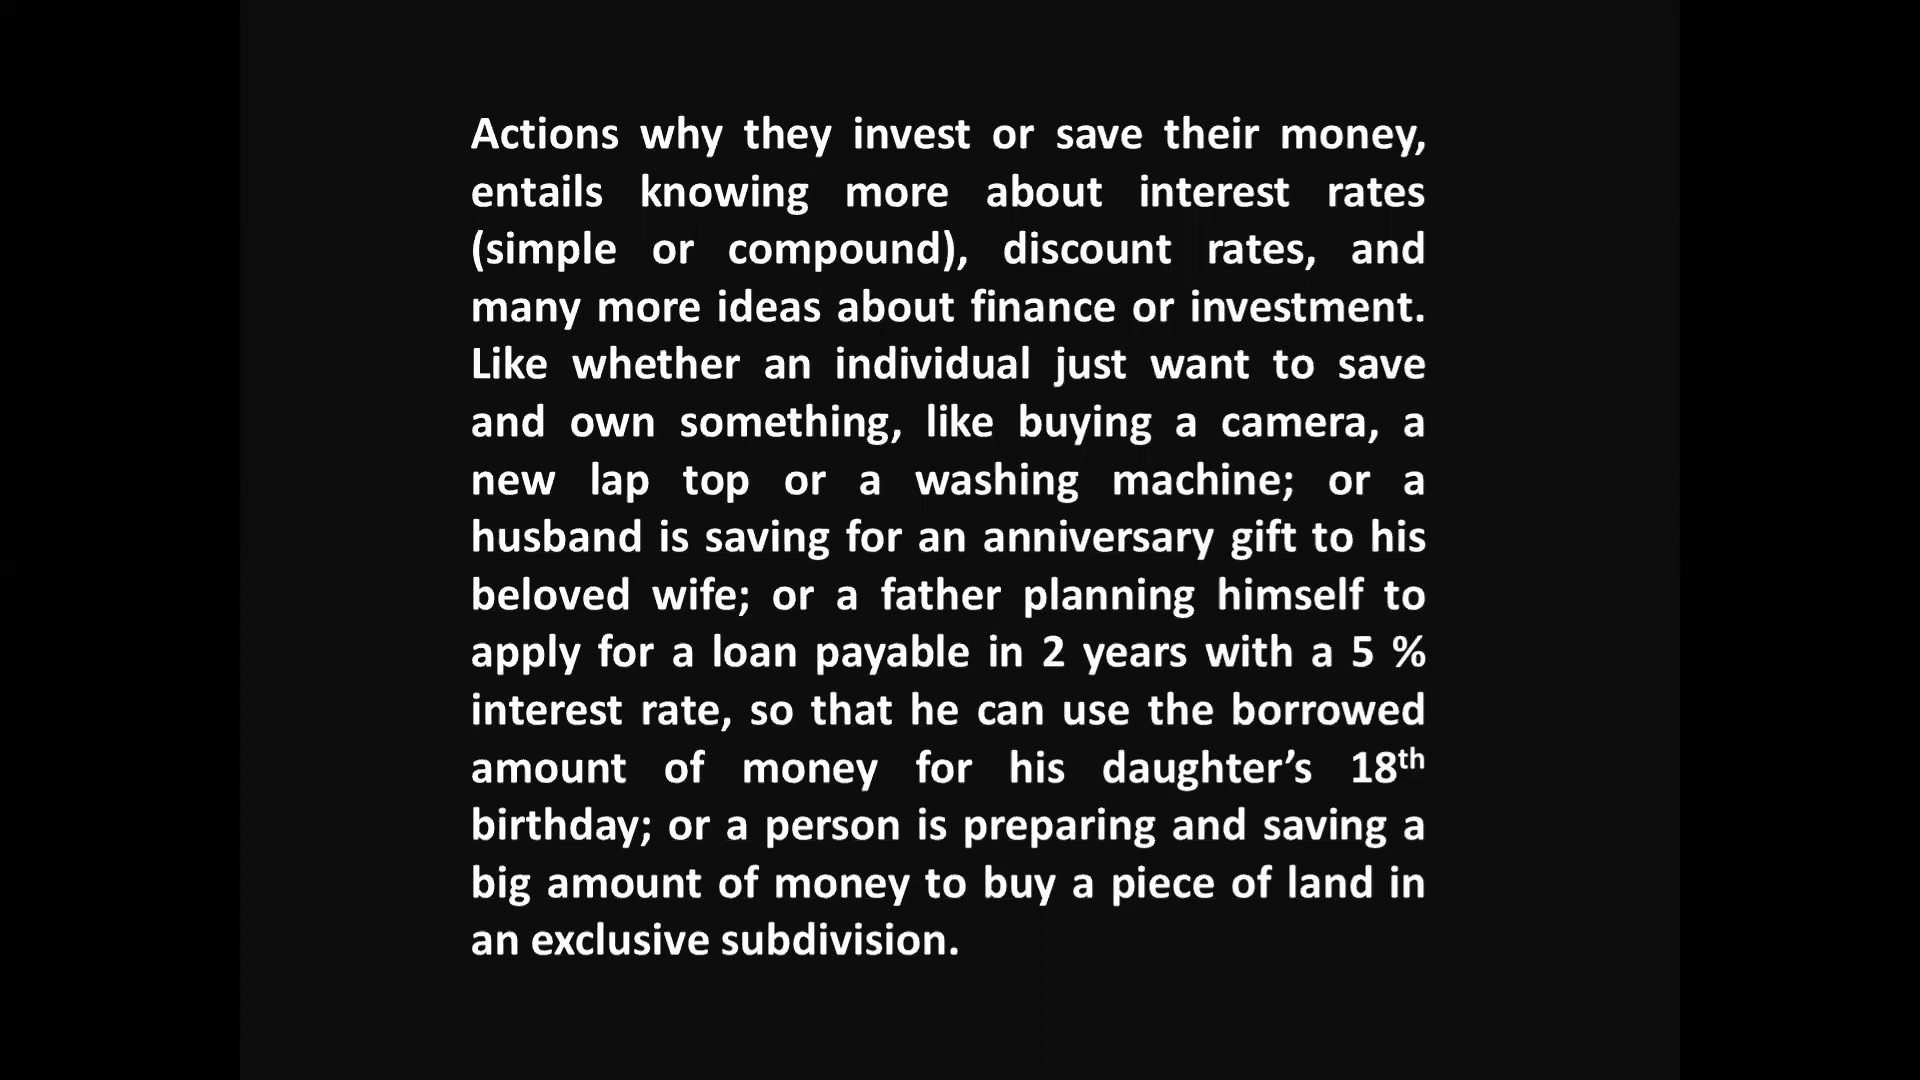 Actions why they invest or save their money,
entails knowing more about interest rates
(simple or compound), discount rates, and
many more ideas about finance or investment.
Like whether an individual just want to save
and own something, like buying a camera, a
new lap top or a washing machine; or a
husband is saving for an anniversary gift to his
beloved wife; or a father planning himself to
apply for a loan payable in 2 years with a 5 %
interest rate, so that he can use the borrowed
amount of money for his daughter’s 18th
birthday; or a person is preparing and saving a
big amount of money to buy a piece of land in
an exclusive subdivision.